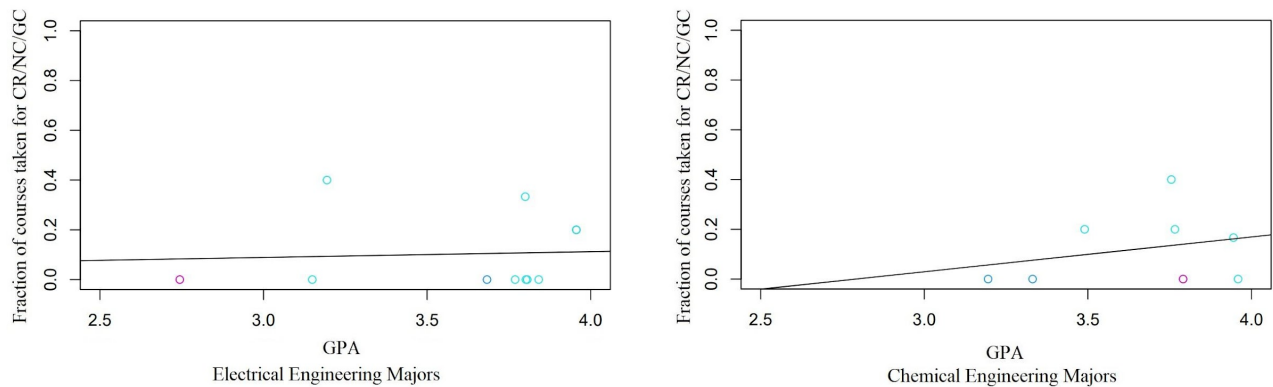 Fraction of courses taken for CR/NC/GC
1.0
0.8
0.6
0.4
0.2
0.0
2.5 3.0 3.5 4.0
GPA
Electrical Engineering Majors
Fraction of courses taken for CR/NC/GC
1.0
0.8
0.6
0.4
0.2
0.0
2.5 3.0 3.5 4.0
GPA
Chemical Engineering Majors